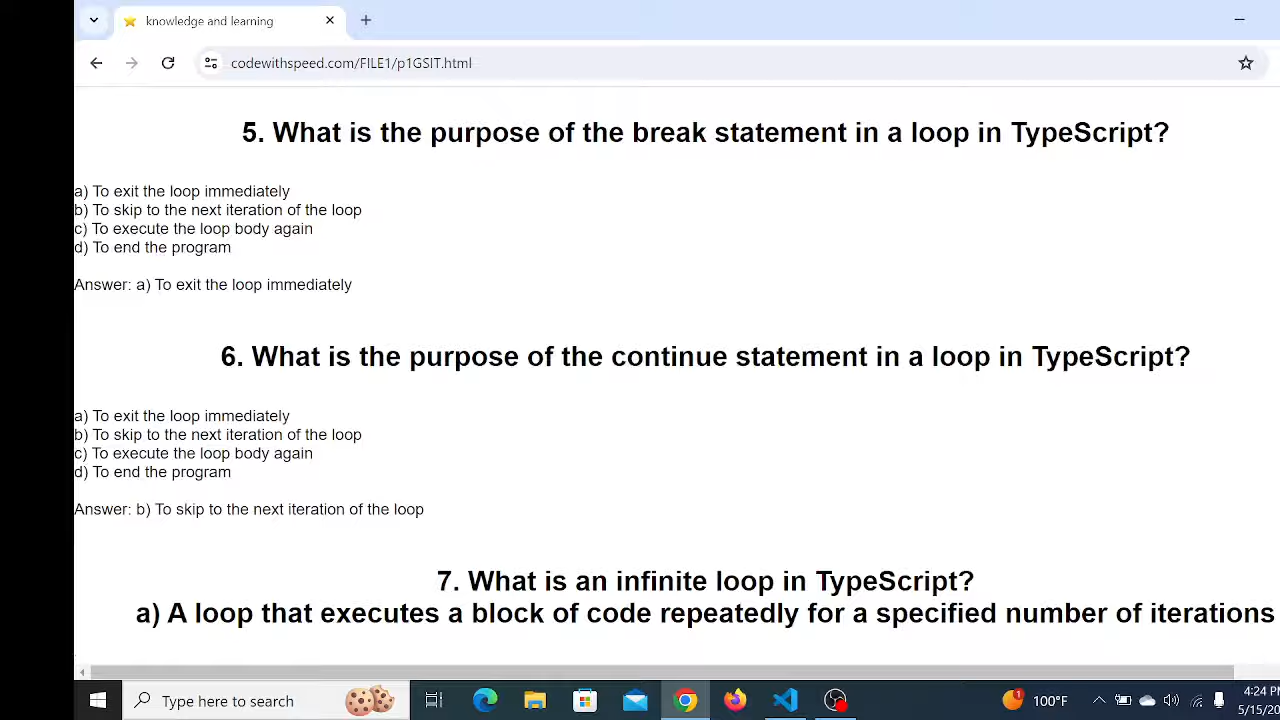 knowledge and learning
codewithspeed.com/FILE1/p1GSIT.html
5. What is the purpose of the break statement in a loop in TypeScript?
a) To exit the loop immediately
b) To skip to the next iteration of the loop
c) To execute the loop body again
d) To end the program
Answer: a) To exit the loop immediately
6. What is the purpose of the continue statement in a loop in TypeScript?
a) To exit the loop immediately
b) To skip to the next iteration of the loop
c) To execute the loop body again
d) To end the program
Answer: b) To skip to the next iteration of the loop
7. What is an infinite loop in TypeScript?
a) A loop that executes a block of code repeatedly for a specified number of iterations
Type here to search
1
100°F
4:24 PM
5/15/20